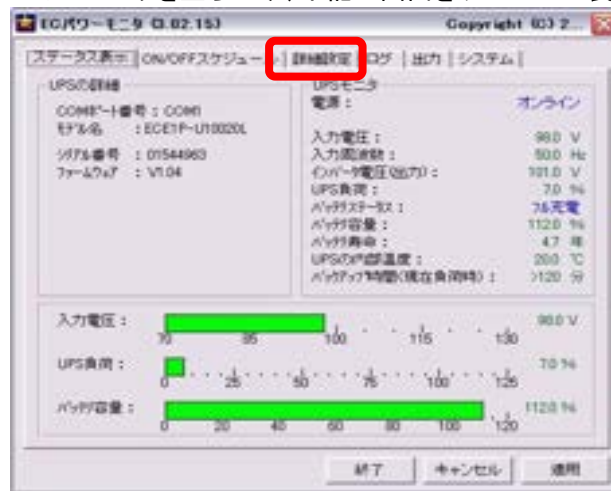 ECパワーモニタ (3.02.15) Copyright (C) 2...
ステータス表示 ON/OFFスケジュール 詳細設定 ログ 出力 システム
UPSの詳細
COMポート番号 : COM1
モデル名 : ECE1P-U10020L
シリアル番号 : 01544963
ファームウェア : V1.04
UPSモニタ
電源 : オンライン
入力電圧 : 98.0 V
入力周波数 : 50.0 Hz
インバータ電圧(出力) : 101.0 V
UPS負荷 : 7.0 %
バッテリステータス : フル充電
バッテリ容量 : 112.0 %
バッテリ寿命 : 4.7 年
UPSの内部温度 : 20.0 ℃
バックアップ時間(現在負荷時) : >120 分
入力電圧 : 98.0 V
70 85 100 115 130
UPS負荷 : 7.0 %
0 25 50 75 100 125
バッテリ容量 : 112.0 %
0 20 40 60 80 100 120
終了 キャンセル 適用